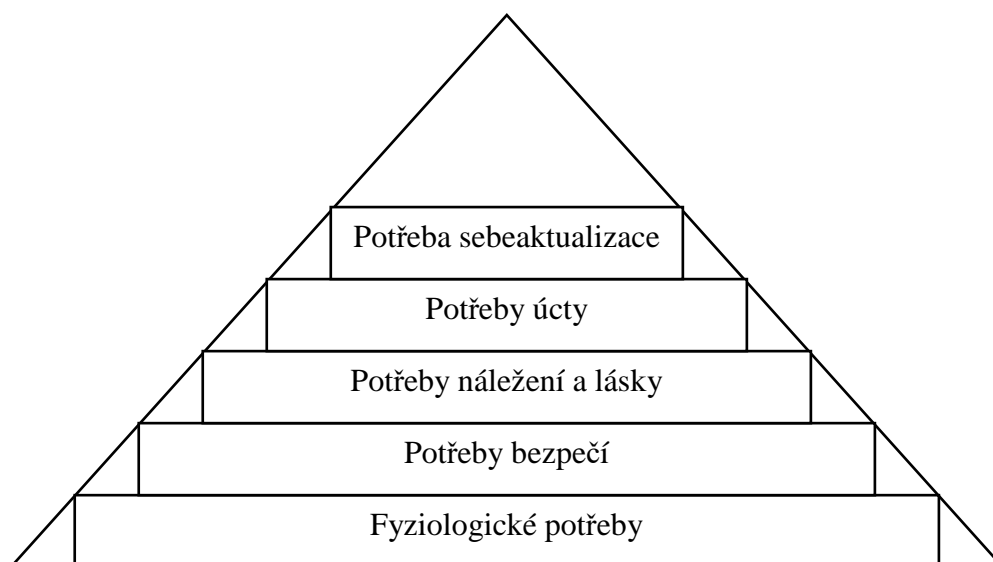 Potřeba sebeaktualizace
Potřeby úcty
Potřeby náležení a lásky
Potřeby bezpečí
Fyziologické potřeby